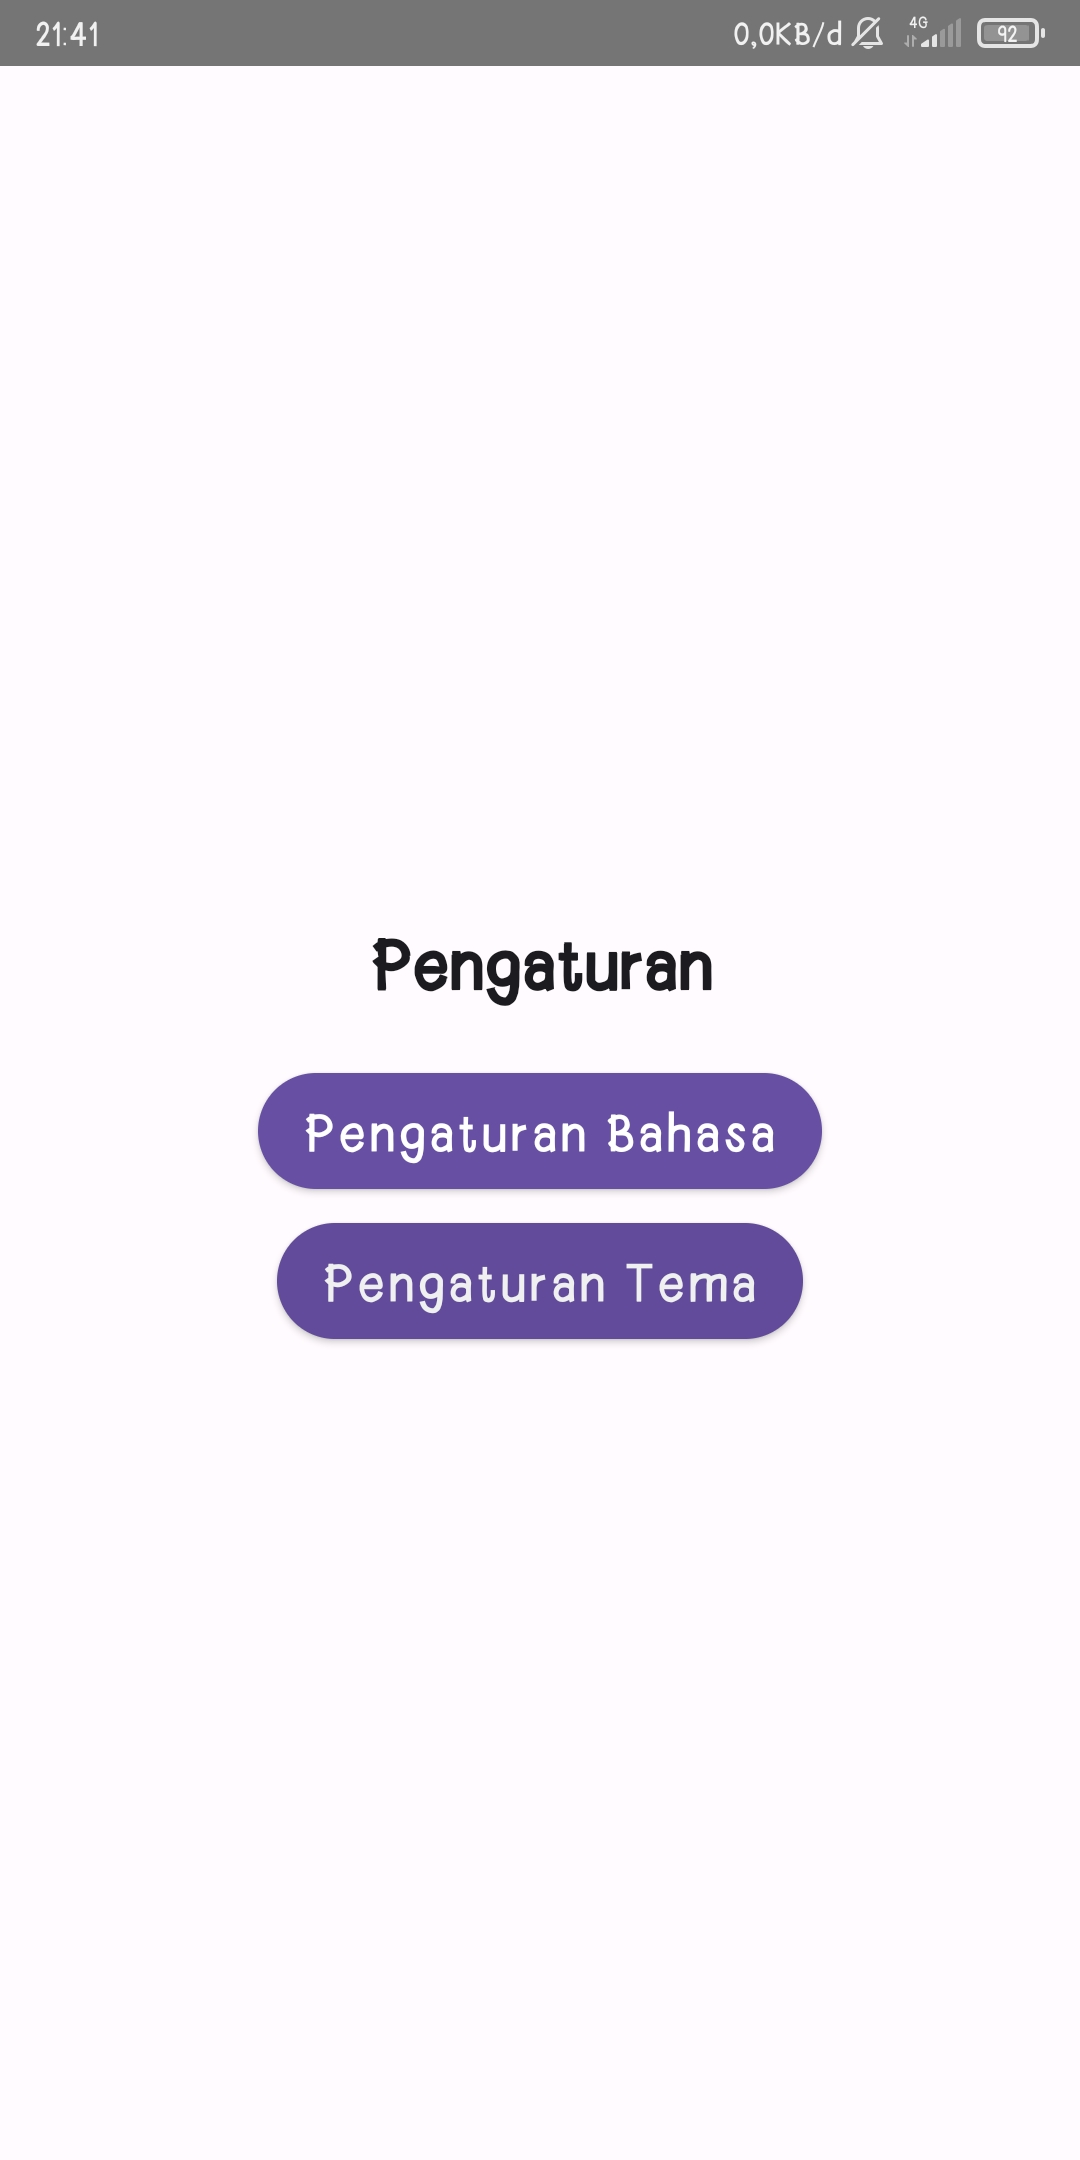 21:41
0,0KB/d 4G 92
Pengaturan
Pengaturan Bahasa
Pengaturan Tema